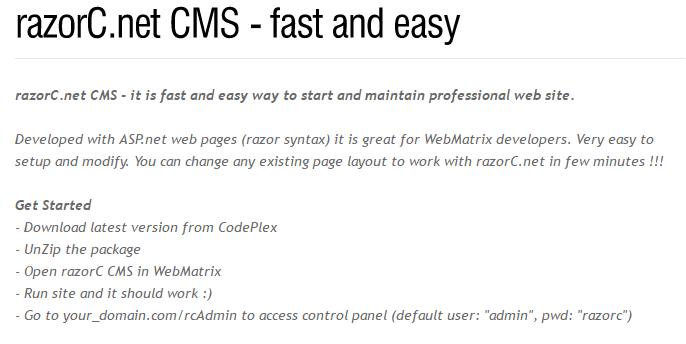 razorC.net CMS - fast and easy
razorC.net CMS - it is fast and easy way to start and maintain professional web site.
Developed with ASP.net web pages (razor syntax) it is great for WebMatrix developers. Very easy to
setup and modify. You can change any existing page layout to work with razorC.net in few minutes !!!
Get Started
- Download latest version from CodePlex
- UnZip the package
- Open razorC CMS in WebMatrix
- Run site and it should work :)
- Go to your_domain.com/rcAdmin to access control panel (default user: "admin", pwd: "razorc")